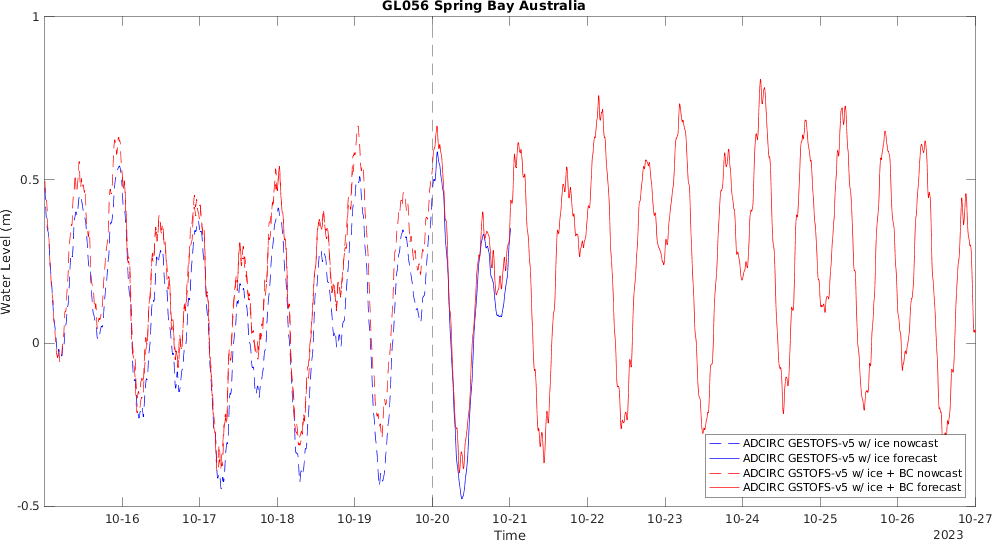 GL056 Spring Bay Australia
1
0.5
0
-0.5
Water Level (m)
10-16 10-17 10-18 10-19 10-20 10-21 10-22 10-23 10-24 10-25 10-26 10-27
Time
2023
ADCIRC GESTOFS-v5 w/ ice nowcast
ADCIRC GESTOFS-v5 w/ ice forecast
ADCIRC GSTOFS-v5 w/ ice + BC nowcast
ADCIRC GSTOFS-v5 w/ ice + BC forecast